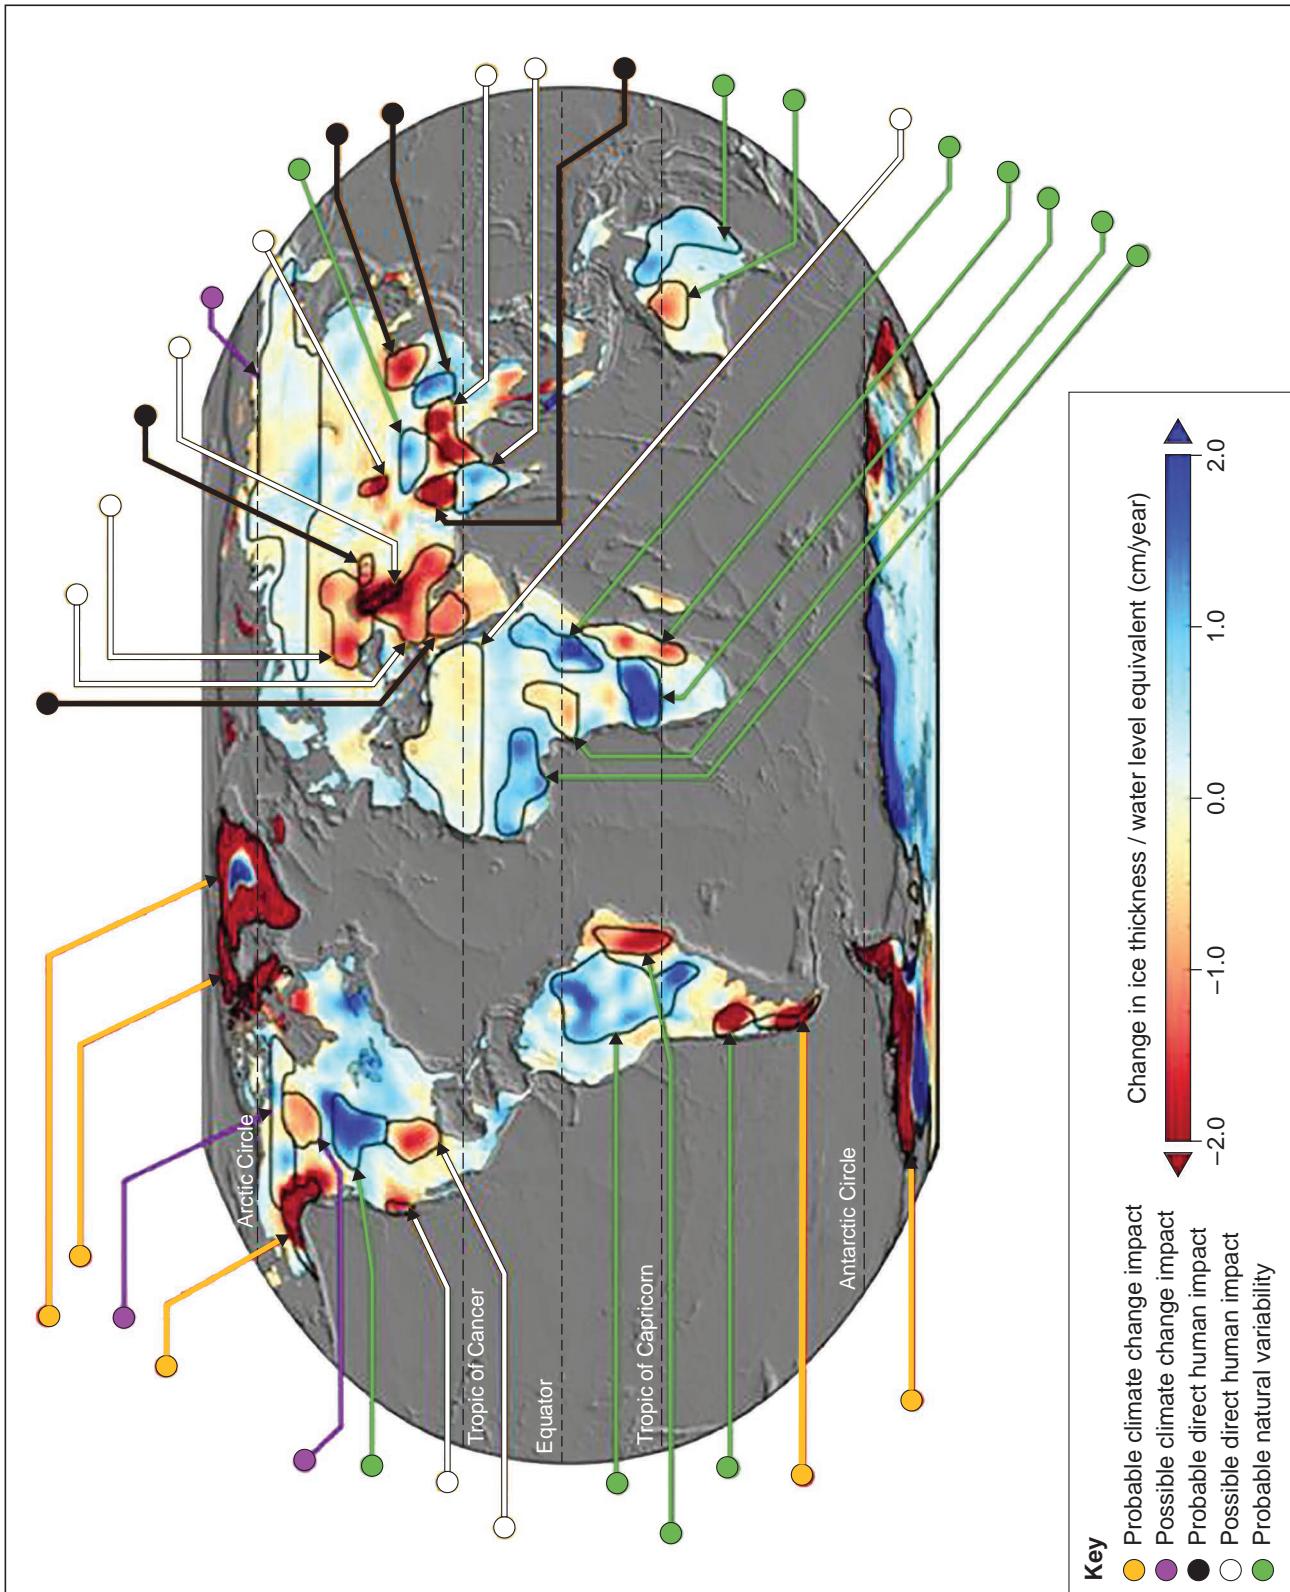 Arctic Circle
Tropic of Cancer
Equator
Tropic of Capricorn
Antarctic Circle
Key
Probable climate change impact
Possible climate change impact
Probable direct human impact
Possible direct human impact
Probable natural variability
Change in ice thickness / water level equivalent (cm/year)
−2.0 −1.0 0.0 1.0 2.0